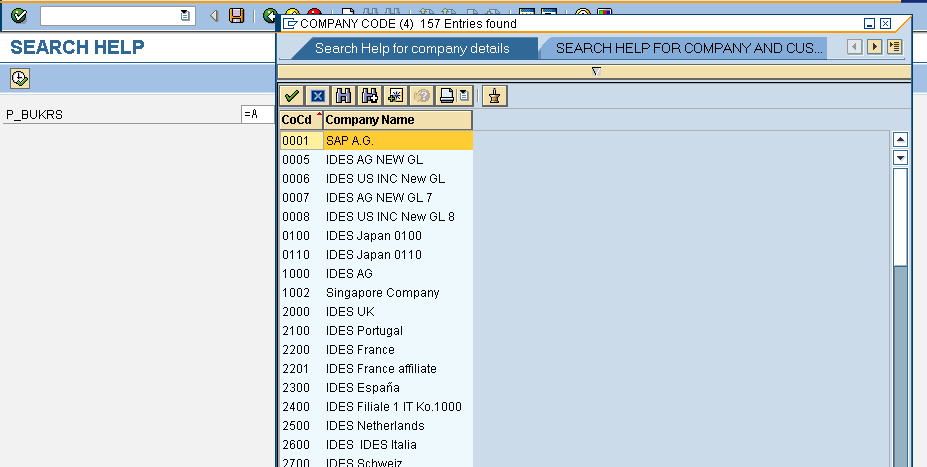 COMPANY CODE (4) 157 Entries found
SEARCH HELP
Search Help for company details
SEARCH HELP FOR COMPANY AND CUS...
P_BUKRS
=A
CoCd Company Name
0001 SAP A.G.
0005 IDES AG NEW GL
0006 IDES US INC New GL
0007 IDES AG NEW GL 7
0008 IDES US INC New GL 8
0100 IDES Japan 0100
0110 IDES Japan 0110
1000 IDES AG
1002 Singapore Company
2000 IDES UK
2100 IDES Portugal
2200 IDES France
2201 IDES France affiliate
2300 IDES España
2400 IDES Filiale 1 IT Ko.1000
2500 IDES Netherlands
2600 IDES IDES Italia
2700 IDES Schweiz